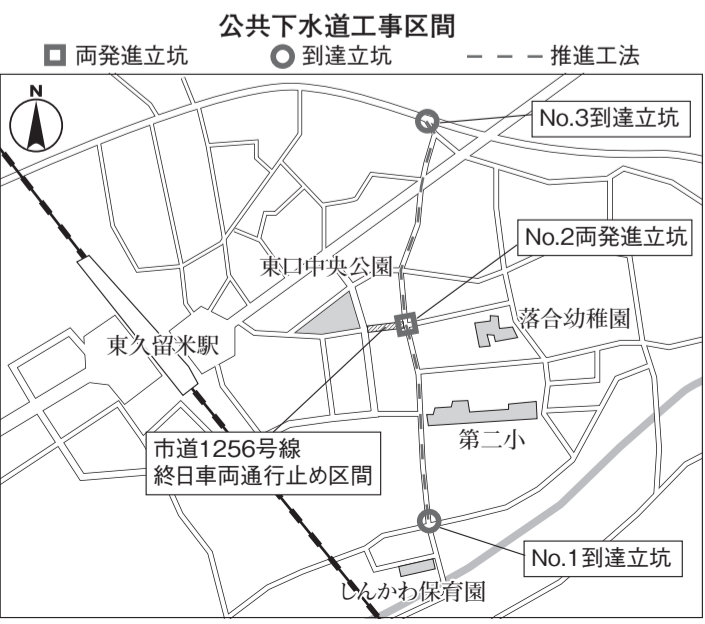 公共下水道工事区間
両発進立坑
到達立坑
推進工法
N
No.3到達立坑
No.2両発進立坑
東口中央公園
落合幼稚園
東久留米駅
第二小
市道1256号線
終日車両通行止め区間
No.1到達立坑
しんかわ保育園